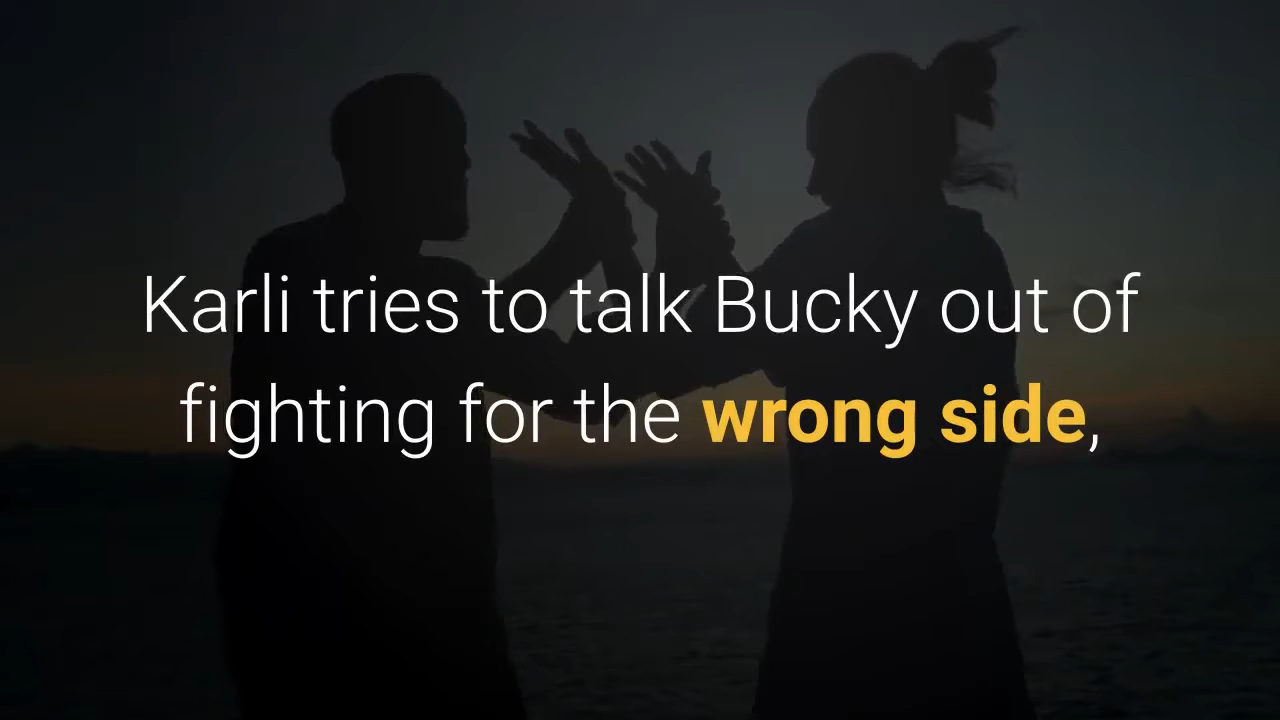 Karli tries to talk Bucky out of
fighting for the wrong side,